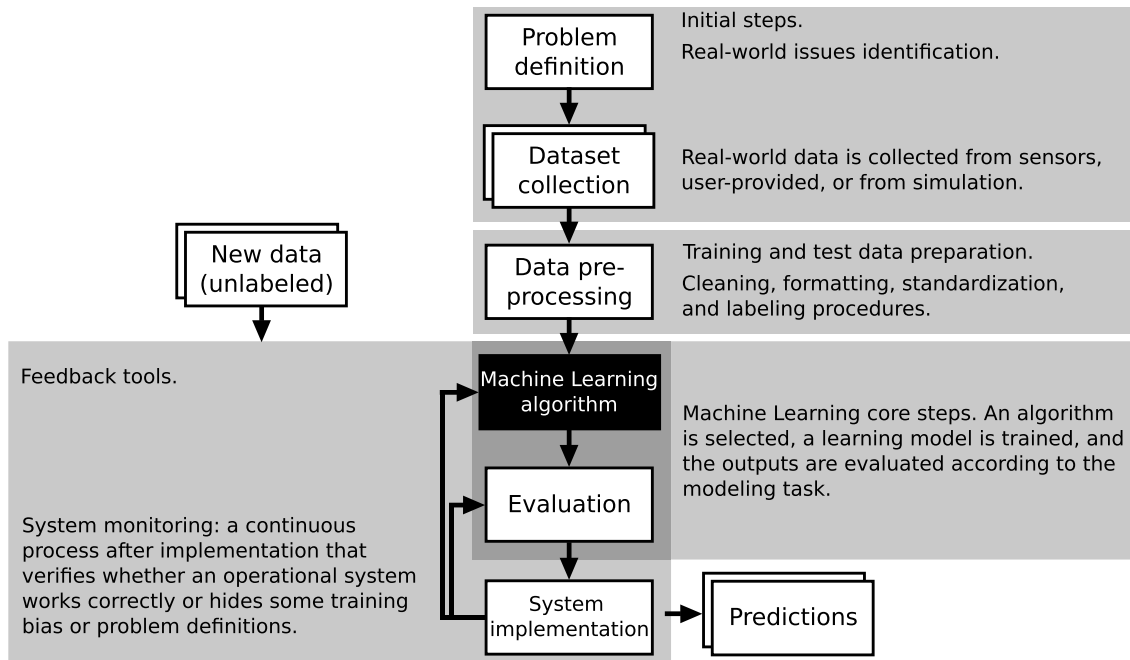 Problem
definition
Initial steps.
Real-world issues identification.
Dataset
collection
Real-world data is collected from sensors,
user-provided, or from simulation.
New data
(unlabeled)
Data pre-
processing
Training and test data preparation.
Cleaning, formatting, standardization,
and labeling procedures.
Feedback tools.
Machine Learning
algorithm
Machine Learning core steps. An algorithm
is selected, a learning model is trained, and
the outputs are evaluated according to the
modeling task.
Evaluation
System monitoring: a continuous
process after implementation that
verifies whether an operational system
works correctly or hides some training
bias or problem definitions.
System
implementation
Predictions